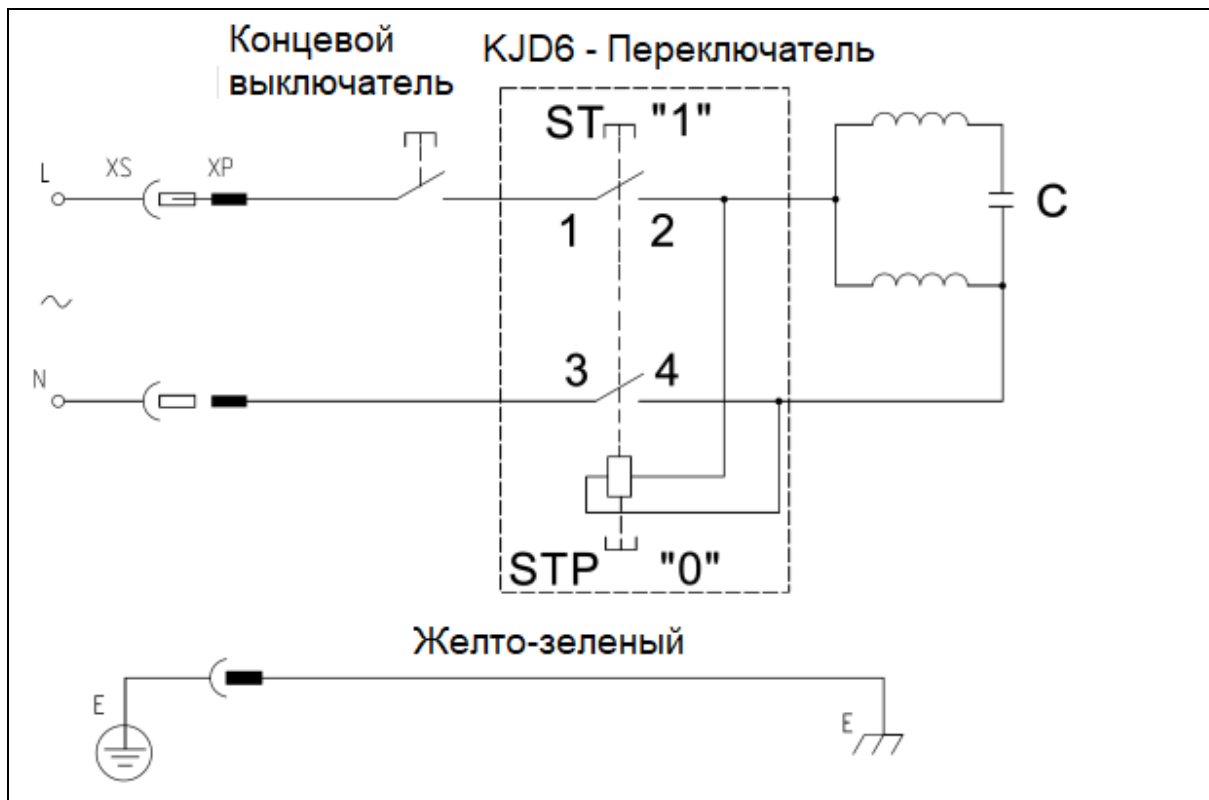 Концевой
выключатель
KJD6 - Переключатель
ST "1"
L
XS
XP
1
2
C
N
3
4
STP "0"
Желто-зеленый
E
E